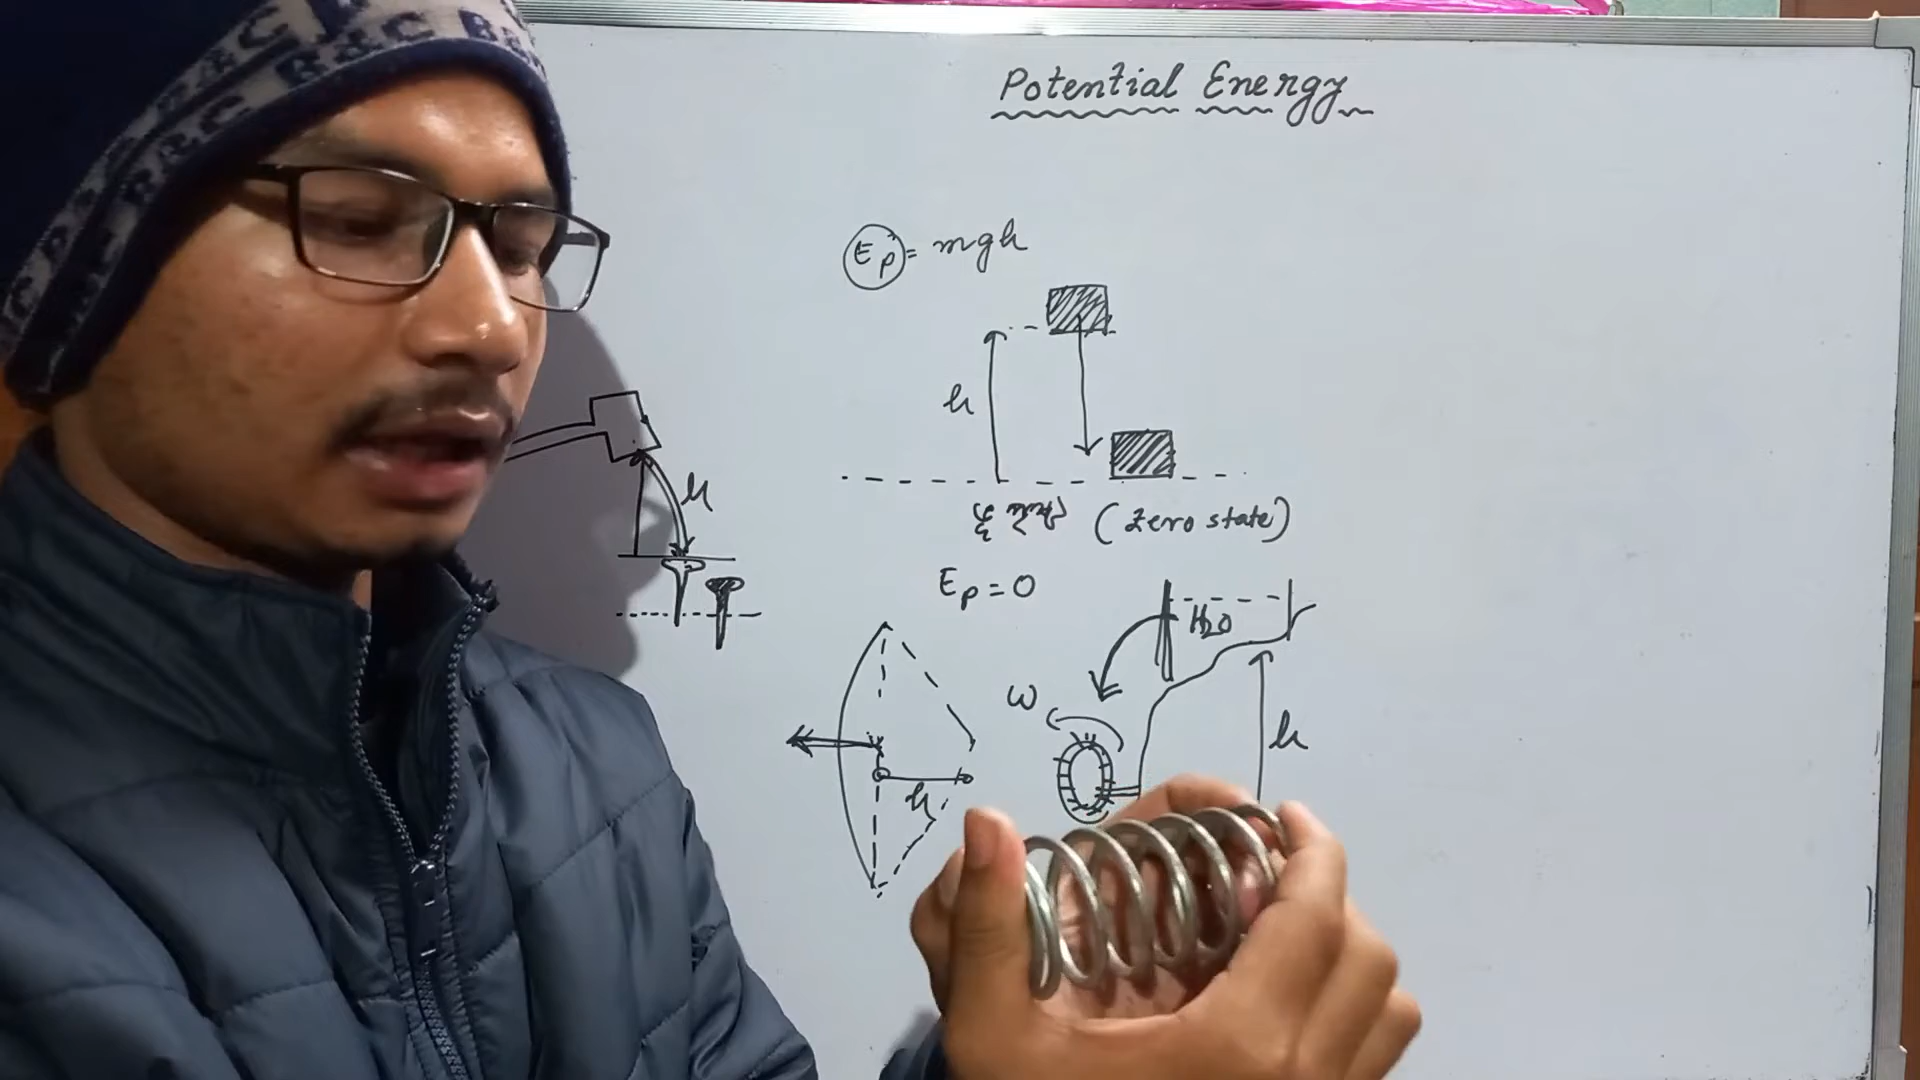 B&C B&C B&C
Potential Energy
Ep = mgh
h
h
(Zero state)
Ep = 0
H2O
ω
h
h